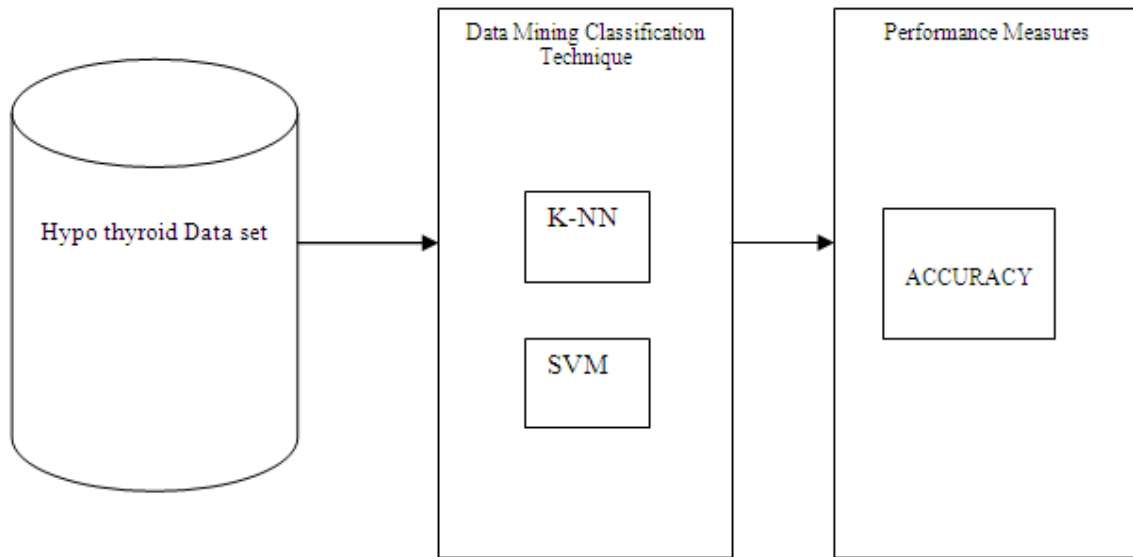 Hypo thyroid Data set
Data Mining Classification
Technique
K-NN
SVM
Performance Measures
ACCURACY